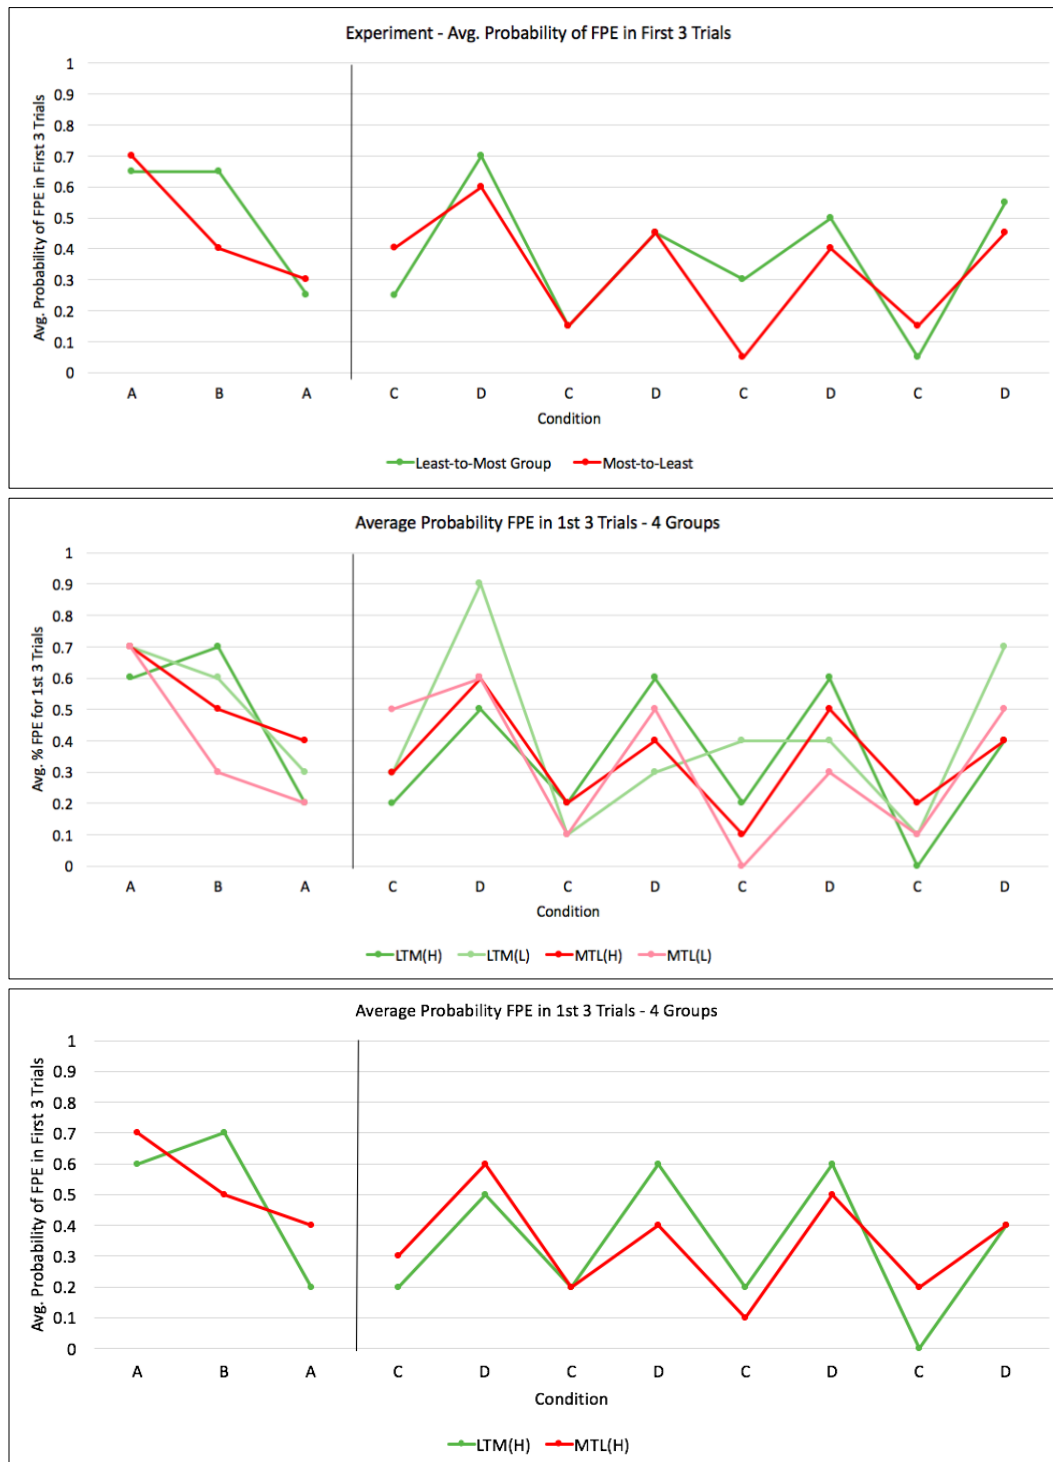 Experiment - Avg. Probability of FPE in First 3 Trials
Avg. Probability of FPE in First 3 Trials
1
0.9
0.8
0.7
0.6
0.5
0.4
0.3
0.2
0.1
0
A B A C D C D C D C D
Condition
Least-to-Most Group Most-to-Least
Average Probability FPE in 1st 3 Trials - 4 Groups
Avg. % FPE for 1st 3 Trials
1
0.9
0.8
0.7
0.6
0.5
0.4
0.3
0.2
0.1
0
A B A C D C D C D C D
Condition
LTM(H) LTM(L) MTL(H) MTL(L)
Average Probability FPE in 1st 3 Trials - 4 Groups
Avg. Probability of FPE in First 3 Trials
1
0.9
0.8
0.7
0.6
0.5
0.4
0.3
0.2
0.1
0
A B A C D C D C D C D
Condition
LTM(H) MTL(H)